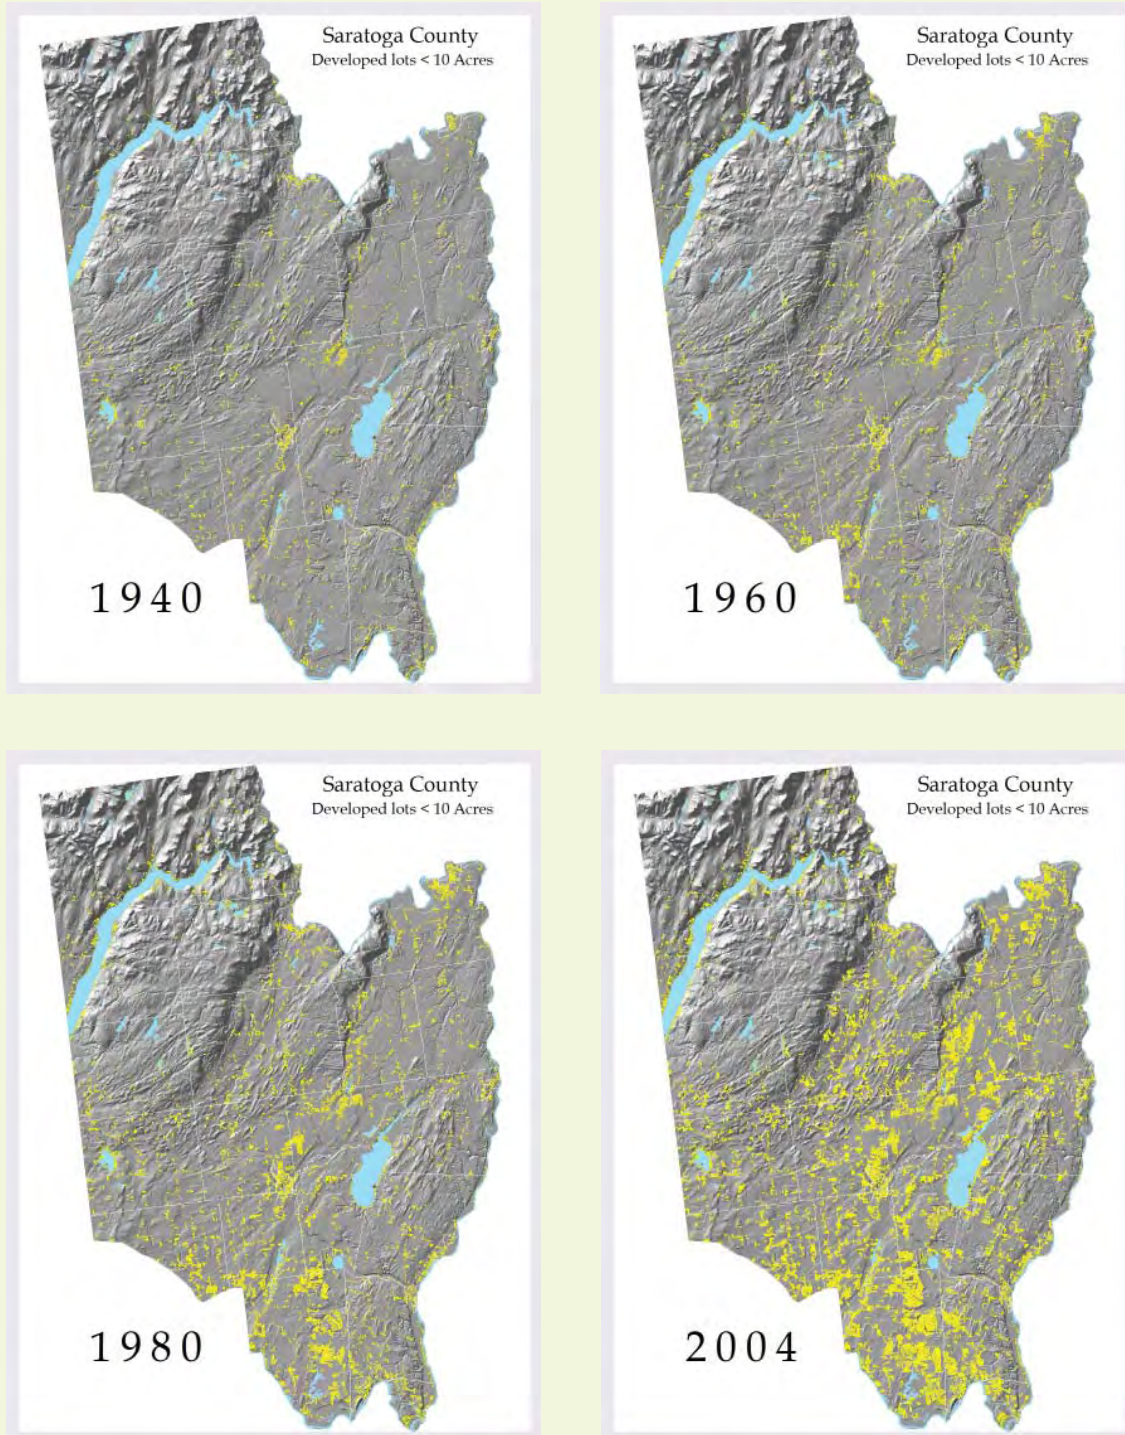 Saratoga County
Developed lots < 10 Acres
1940
Saratoga County
Developed lots < 10 Acres
1960
Saratoga County
Developed lots < 10 Acres
1980
Saratoga County
Developed lots < 10 Acres
2004